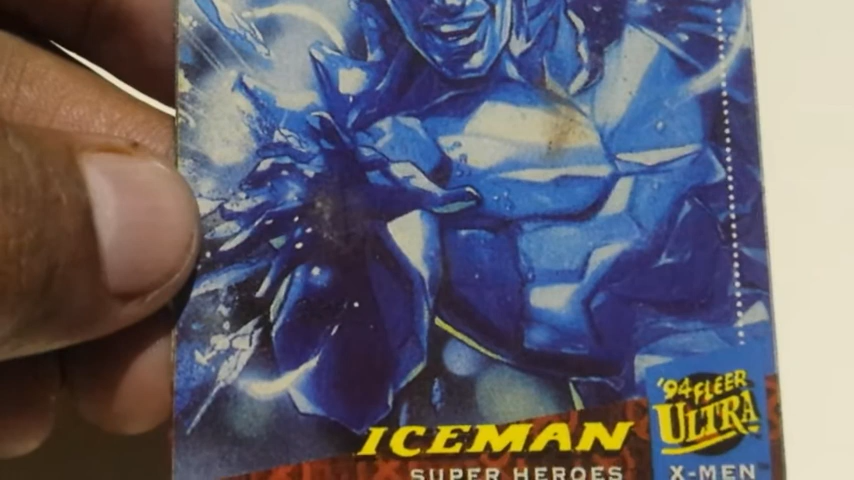 ICEMAN
SUPER HEROES
'94 FLEER
ULTRA
X-MEN